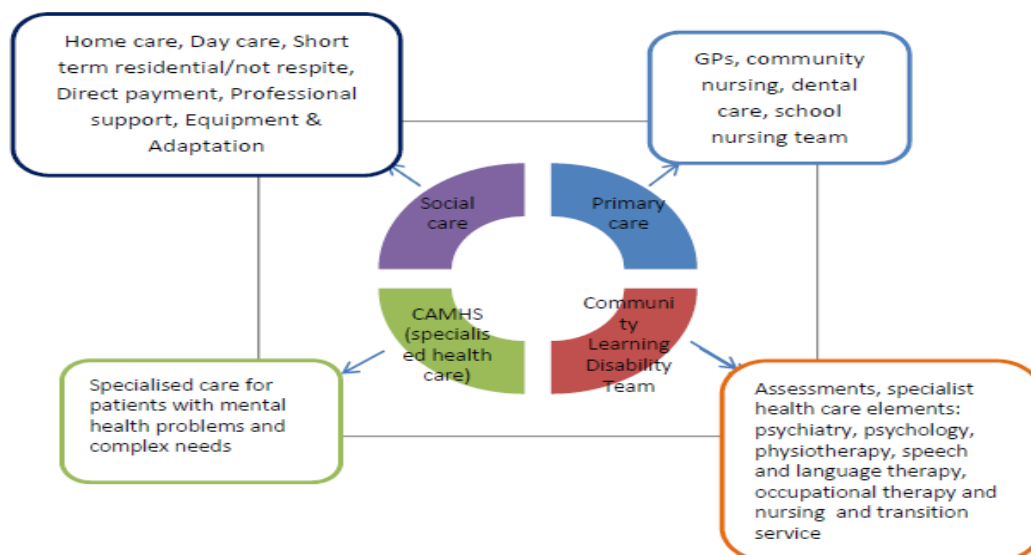 Home care, Day care, Short
term residential/not respite,
Direct payment, Professional
support, Equipment &
Adaptation
GPs, community
nursing, dental
care, school
nursing team
Social
care
Primary
care
CAMHS
(specialis
ed health
care)
Communi
ty
Learning
Disability
Team
Specialised care for
patients with mental
health problems and
complex needs
Assessments, specialist
health care elements:
psychiatry, psychology,
physiotherapy, speech
and language therapy,
occupational therapy and
nursing and transition
service